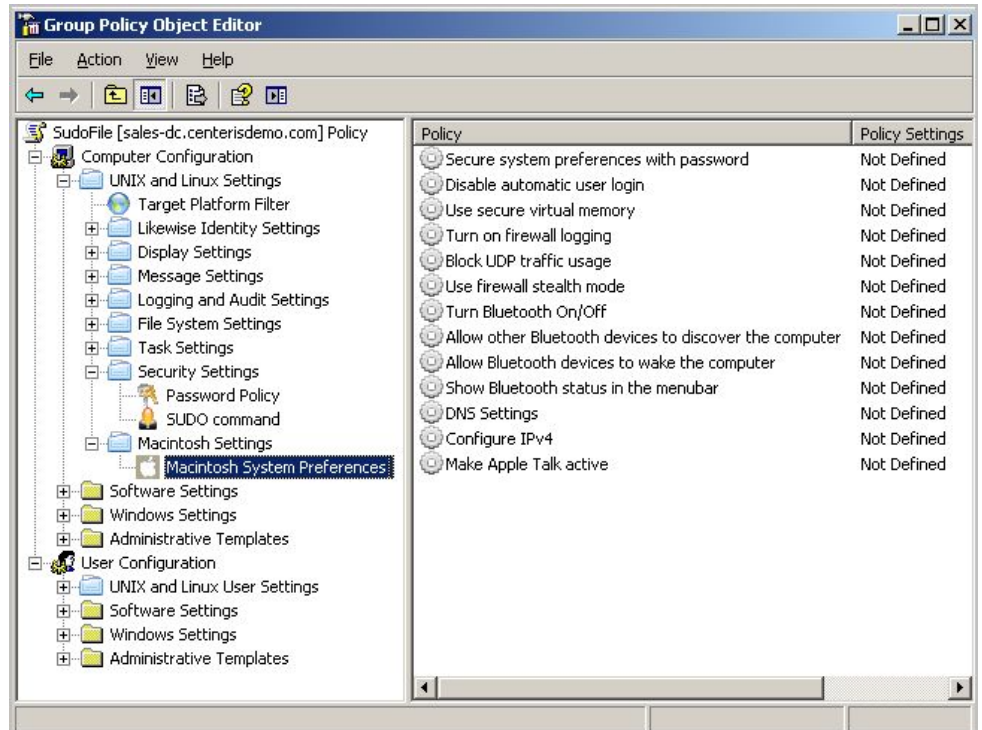 Group Policy Object Editor
File Action View Help
SudoFile [sales-dc.centerisdemo.com] Policy
Computer Configuration
UNIX and Linux Settings
Target Platform Filter
Likewise Identity Settings
Display Settings
Message Settings
Logging and Audit Settings
File System Settings
Task Settings
Security Settings
Password Policy
SUDO command
Macintosh Settings
Macintosh System Preferences
Software Settings
Windows Settings
Administrative Templates
User Configuration
UNIX and Linux User Settings
Software Settings
Windows Settings
Administrative Templates
Policy Policy Settings
Secure system preferences with password Not Defined
Disable automatic user login Not Defined
Use secure virtual memory Not Defined
Turn on firewall logging Not Defined
Block UDP traffic usage Not Defined
Use firewall stealth mode Not Defined
Turn Bluetooth On/Off Not Defined
Allow other Bluetooth devices to discover the computer Not Defined
Allow Bluetooth devices to wake the computer Not Defined
Show Bluetooth status in the menubar Not Defined
DNS Settings Not Defined
Configure IPv4 Not Defined
Make Apple Talk active Not Defined